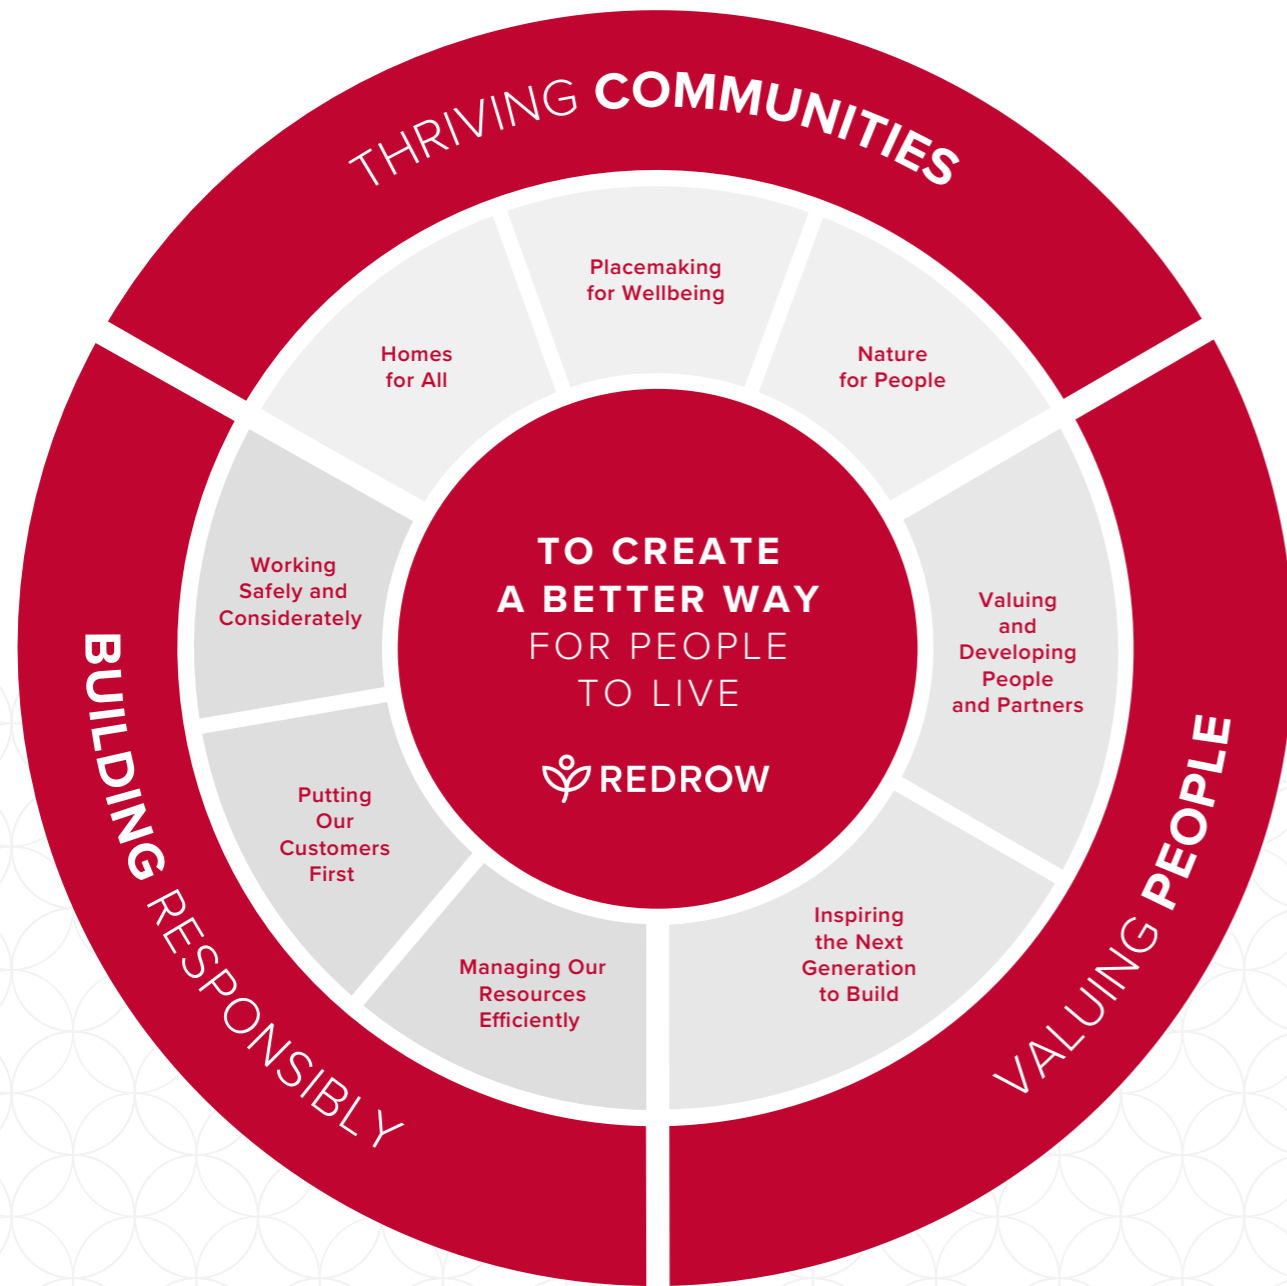 THRIVING COMMUNITIES
Placemaking
for Wellbeing
Homes
for All
Nature
for People
Working
Safely and
Considerately
TO CREATE
A BETTER WAY
FOR PEOPLE
TO LIVE
REDROW
Valuing
and
Developing
People
and Partners
Putting
Our
Customers
First
Managing Our
Resources
Efficiently
Inspiring
the Next
Generation
to Build
BUILDING RESPONSIBLY
VALUING PEOPLE